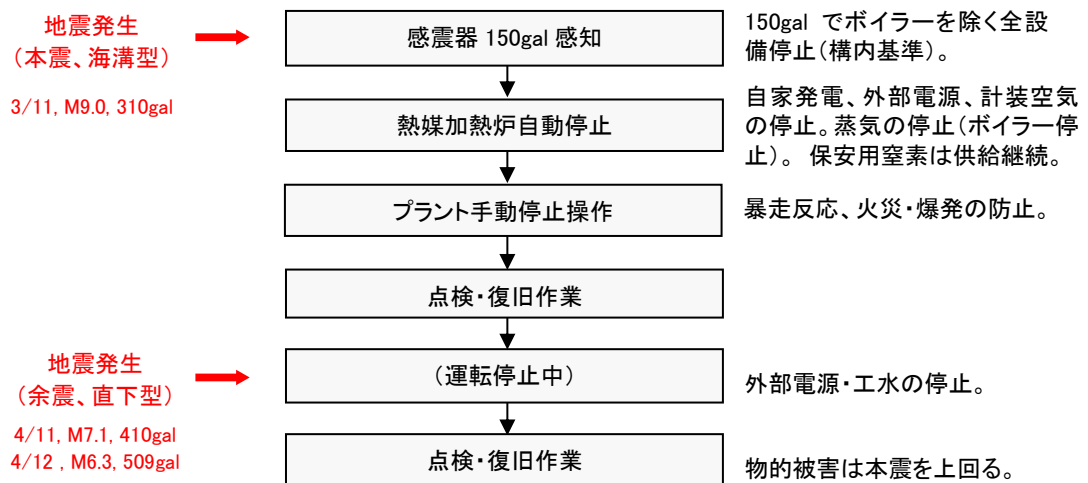 地震発生
(本震、海溝型)
3/11, M9.0, 310gal
感震器 150gal 感知
150gal でボイラーを除く全設
備停止(構内基準)。
熱媒加熱炉自動停止
自家発電、外部電源、計装空気
の停止。蒸気の停止(ボイラー停
止)。 保安用窒素は供給継続。
プラント手動停止操作
暴走反応、火災・爆発の防止。
点検・復旧作業
地震発生
(余震、直下型)
4/11, M7.1, 410gal
4/12 , M6.3, 509gal
(運転停止中)
外部電源・工水の停止。
点検・復旧作業
物的被害は本震を上回る。